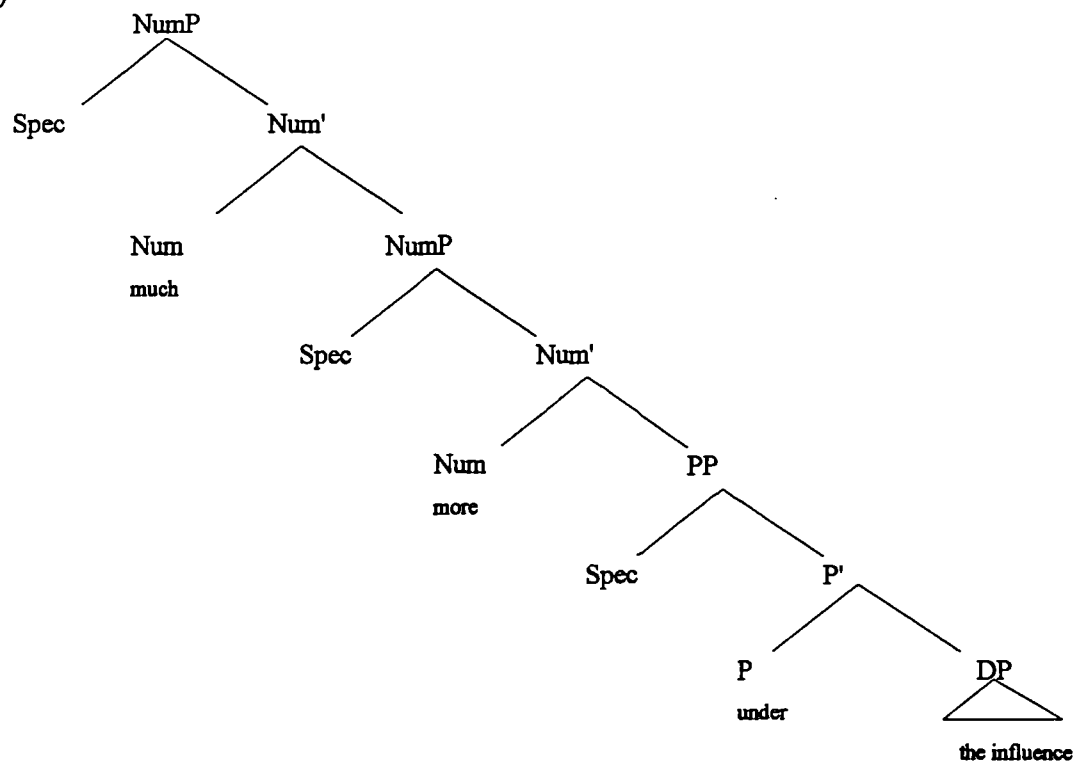 )
NumP
Spec Num'
Num NumP
much
Spec Num'
Num PP
more
Spec P'
P DP
under
the influence